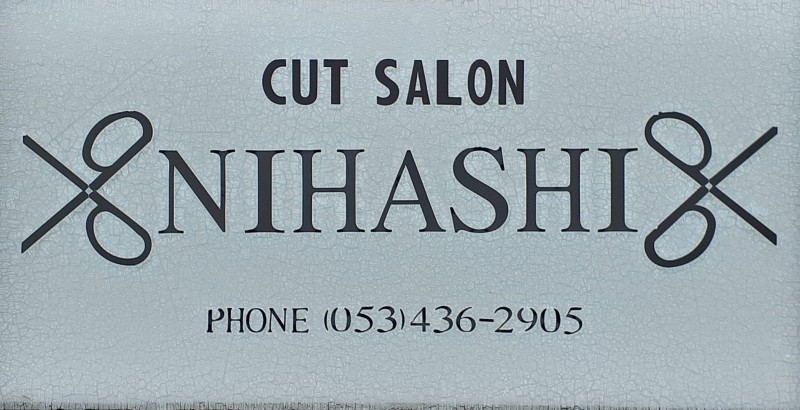 CUT SALON
NIHASHI
PHONE (053)436-2905